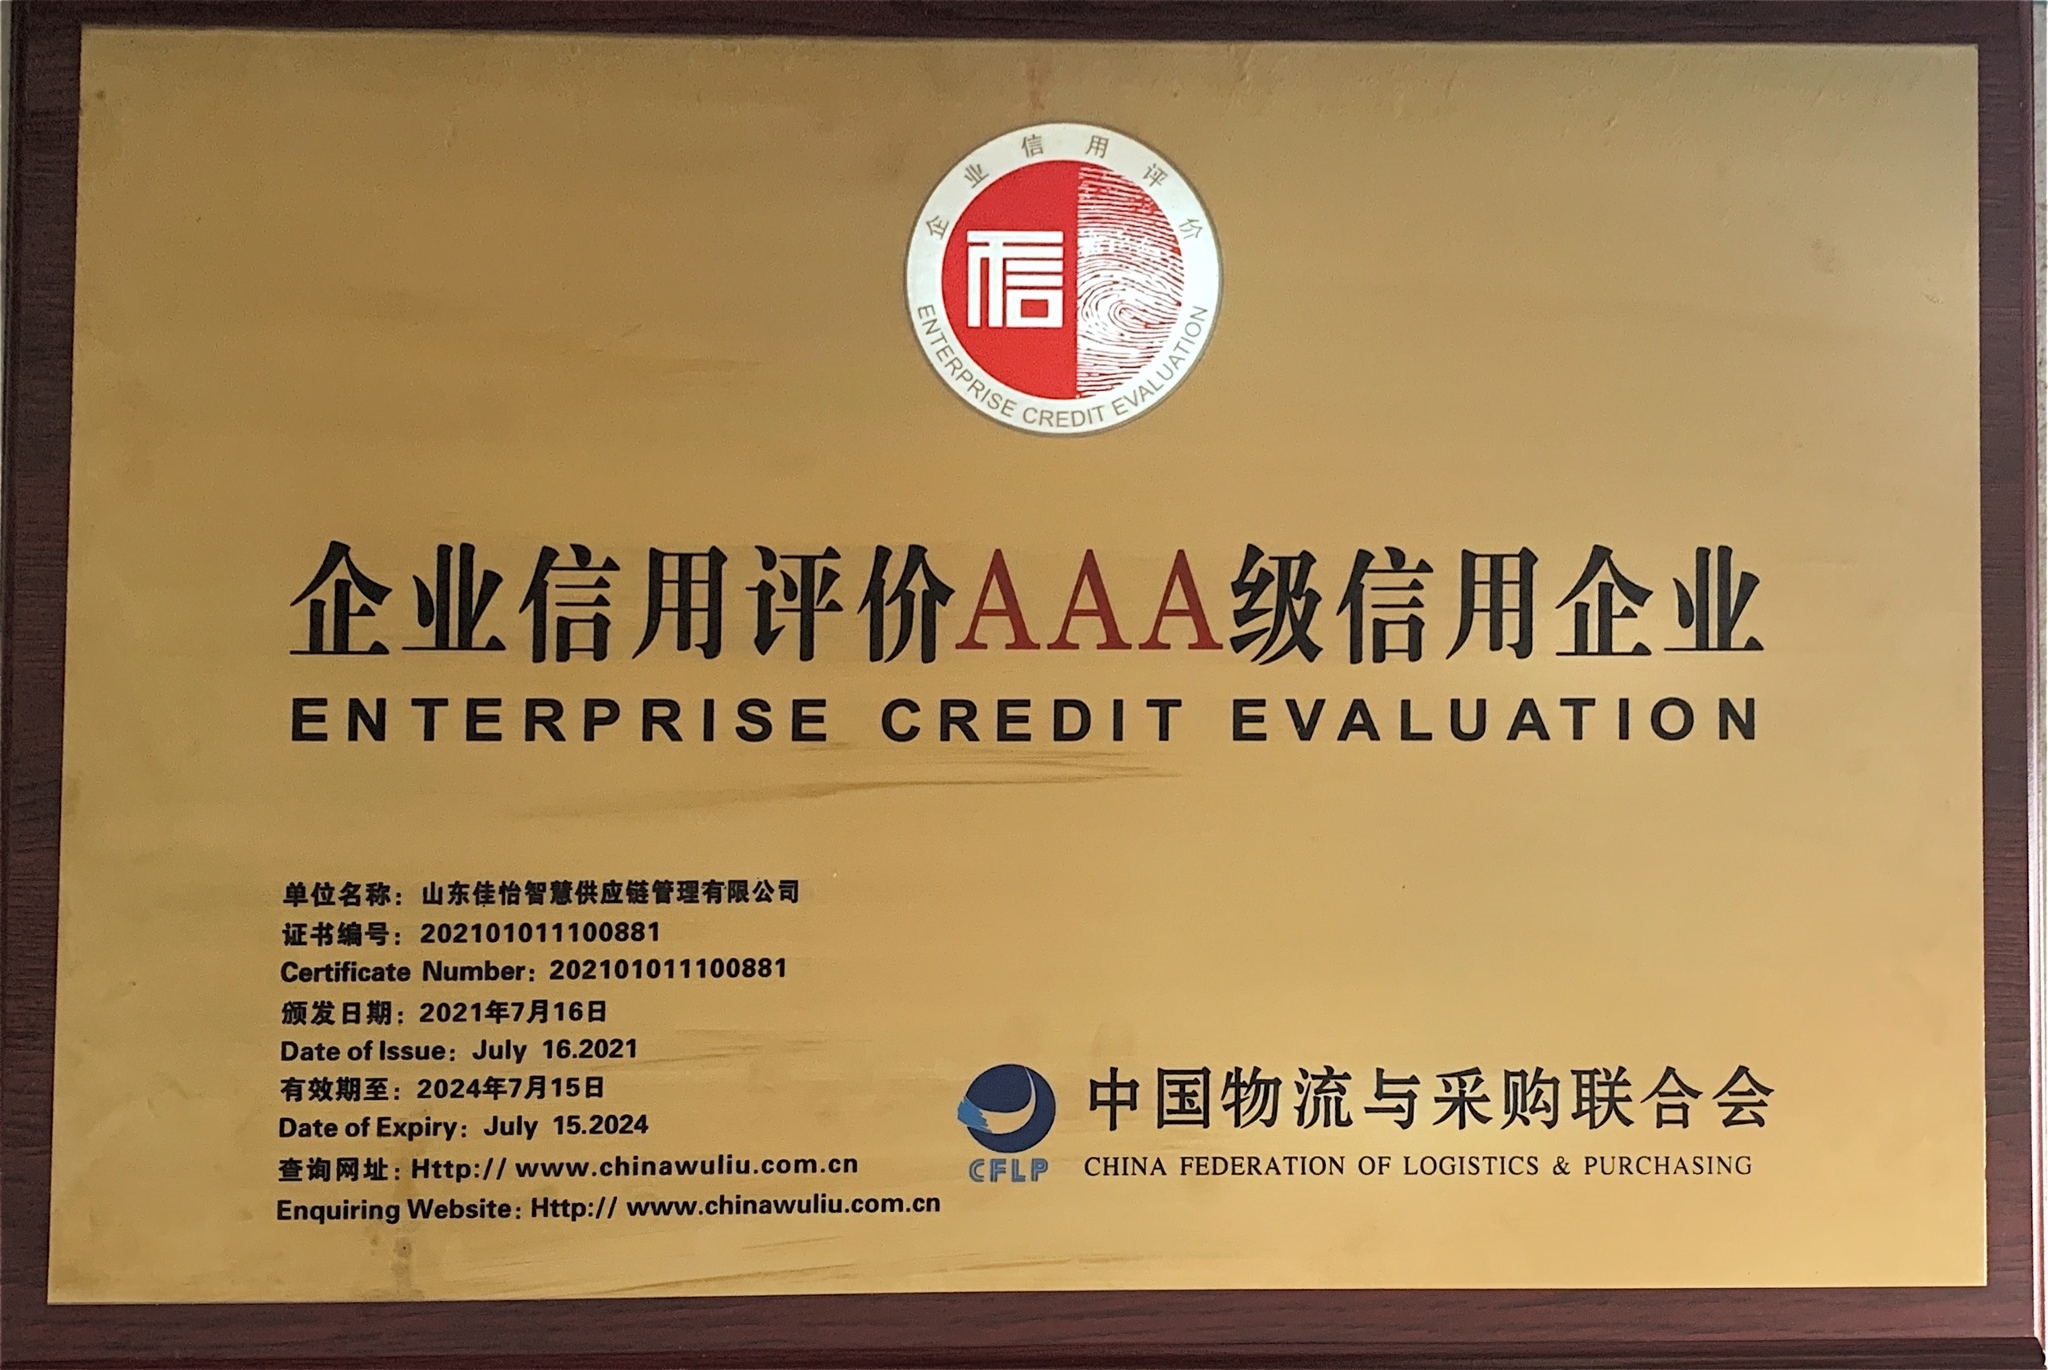 企业信用评价
信
ENTERPRISE CREDIT EVALUATION
企业信用评价AAA级信用企业
ENTERPRISE CREDIT EVALUATION
单位名称：山东佳怡智慧供应链管理有限公司
证书编号：202101011100881
Certificate Number: 202101011100881
颁发日期：2021年7月16日
Date of Issue: July 16.2021
有效期至：2024年7月15日
Date of Expiry: July 15.2024
查询网址：Http:// www.chinawuliu.com.cn
Enquiring Website: Http:// www.chinawuliu.com.cn
中国物流与采购联合会
CFLP
CHINA FEDERATION OF LOGISTICS & PURCHASING